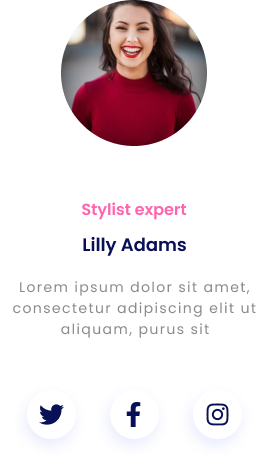 Stylist expert
Lilly Adams
Lorem ipsum dolor sit amet,
consectetur adipiscing elit ut
aliquam, purus sit